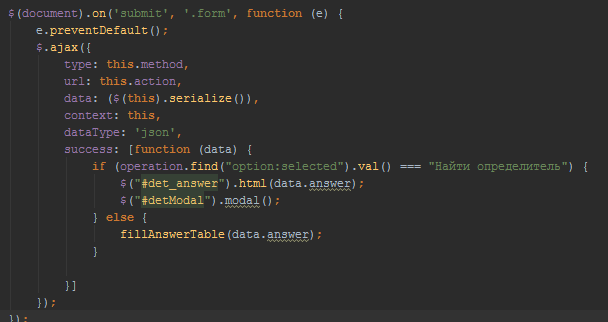 $(document).on('submit', '.form', function (e) {
    e.preventDefault();
    $.ajax({
        type: this.method,
        url: this.action,
        data: ($(this).serialize()),
        context: this,
        dataType: 'json',
        success: [function (data) {
            if (operation.find("option:selected").val() === "Найти определитель") {
                $("#det_answer").html(data.answer);
                $("#detModal").modal();
            } else {
                fillAnswerTable(data.answer);
            }
        }]
    });
});